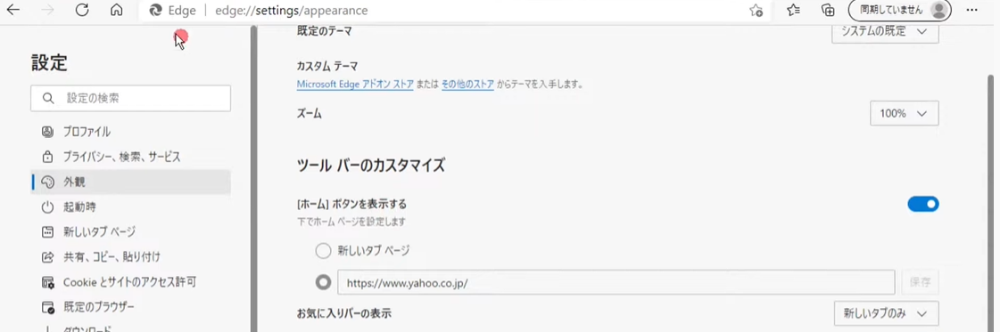 Edge | edge://settings/appearance
同期していません
設定
設定の検索
プロファイル
プライバシー、検索、サービス
外観
起動時
新しいタブ ページ
共有、コピー、貼り付け
Cookie とサイトのアクセス許可
既定のブラウザー
ダウンロード
既定のテーマ
システムの既定
カスタム テーマ
Microsoft Edge アドオン ストア または その他のストア からテーマを入手します。
ズーム
100%
ツール バーのカスタマイズ
[ホーム] ボタンを表示する
下でホーム ページを設定します
新しいタブ ページ
https://www.yahoo.co.jp/
保存
お気に入りバーの表示
新しいタブのみ